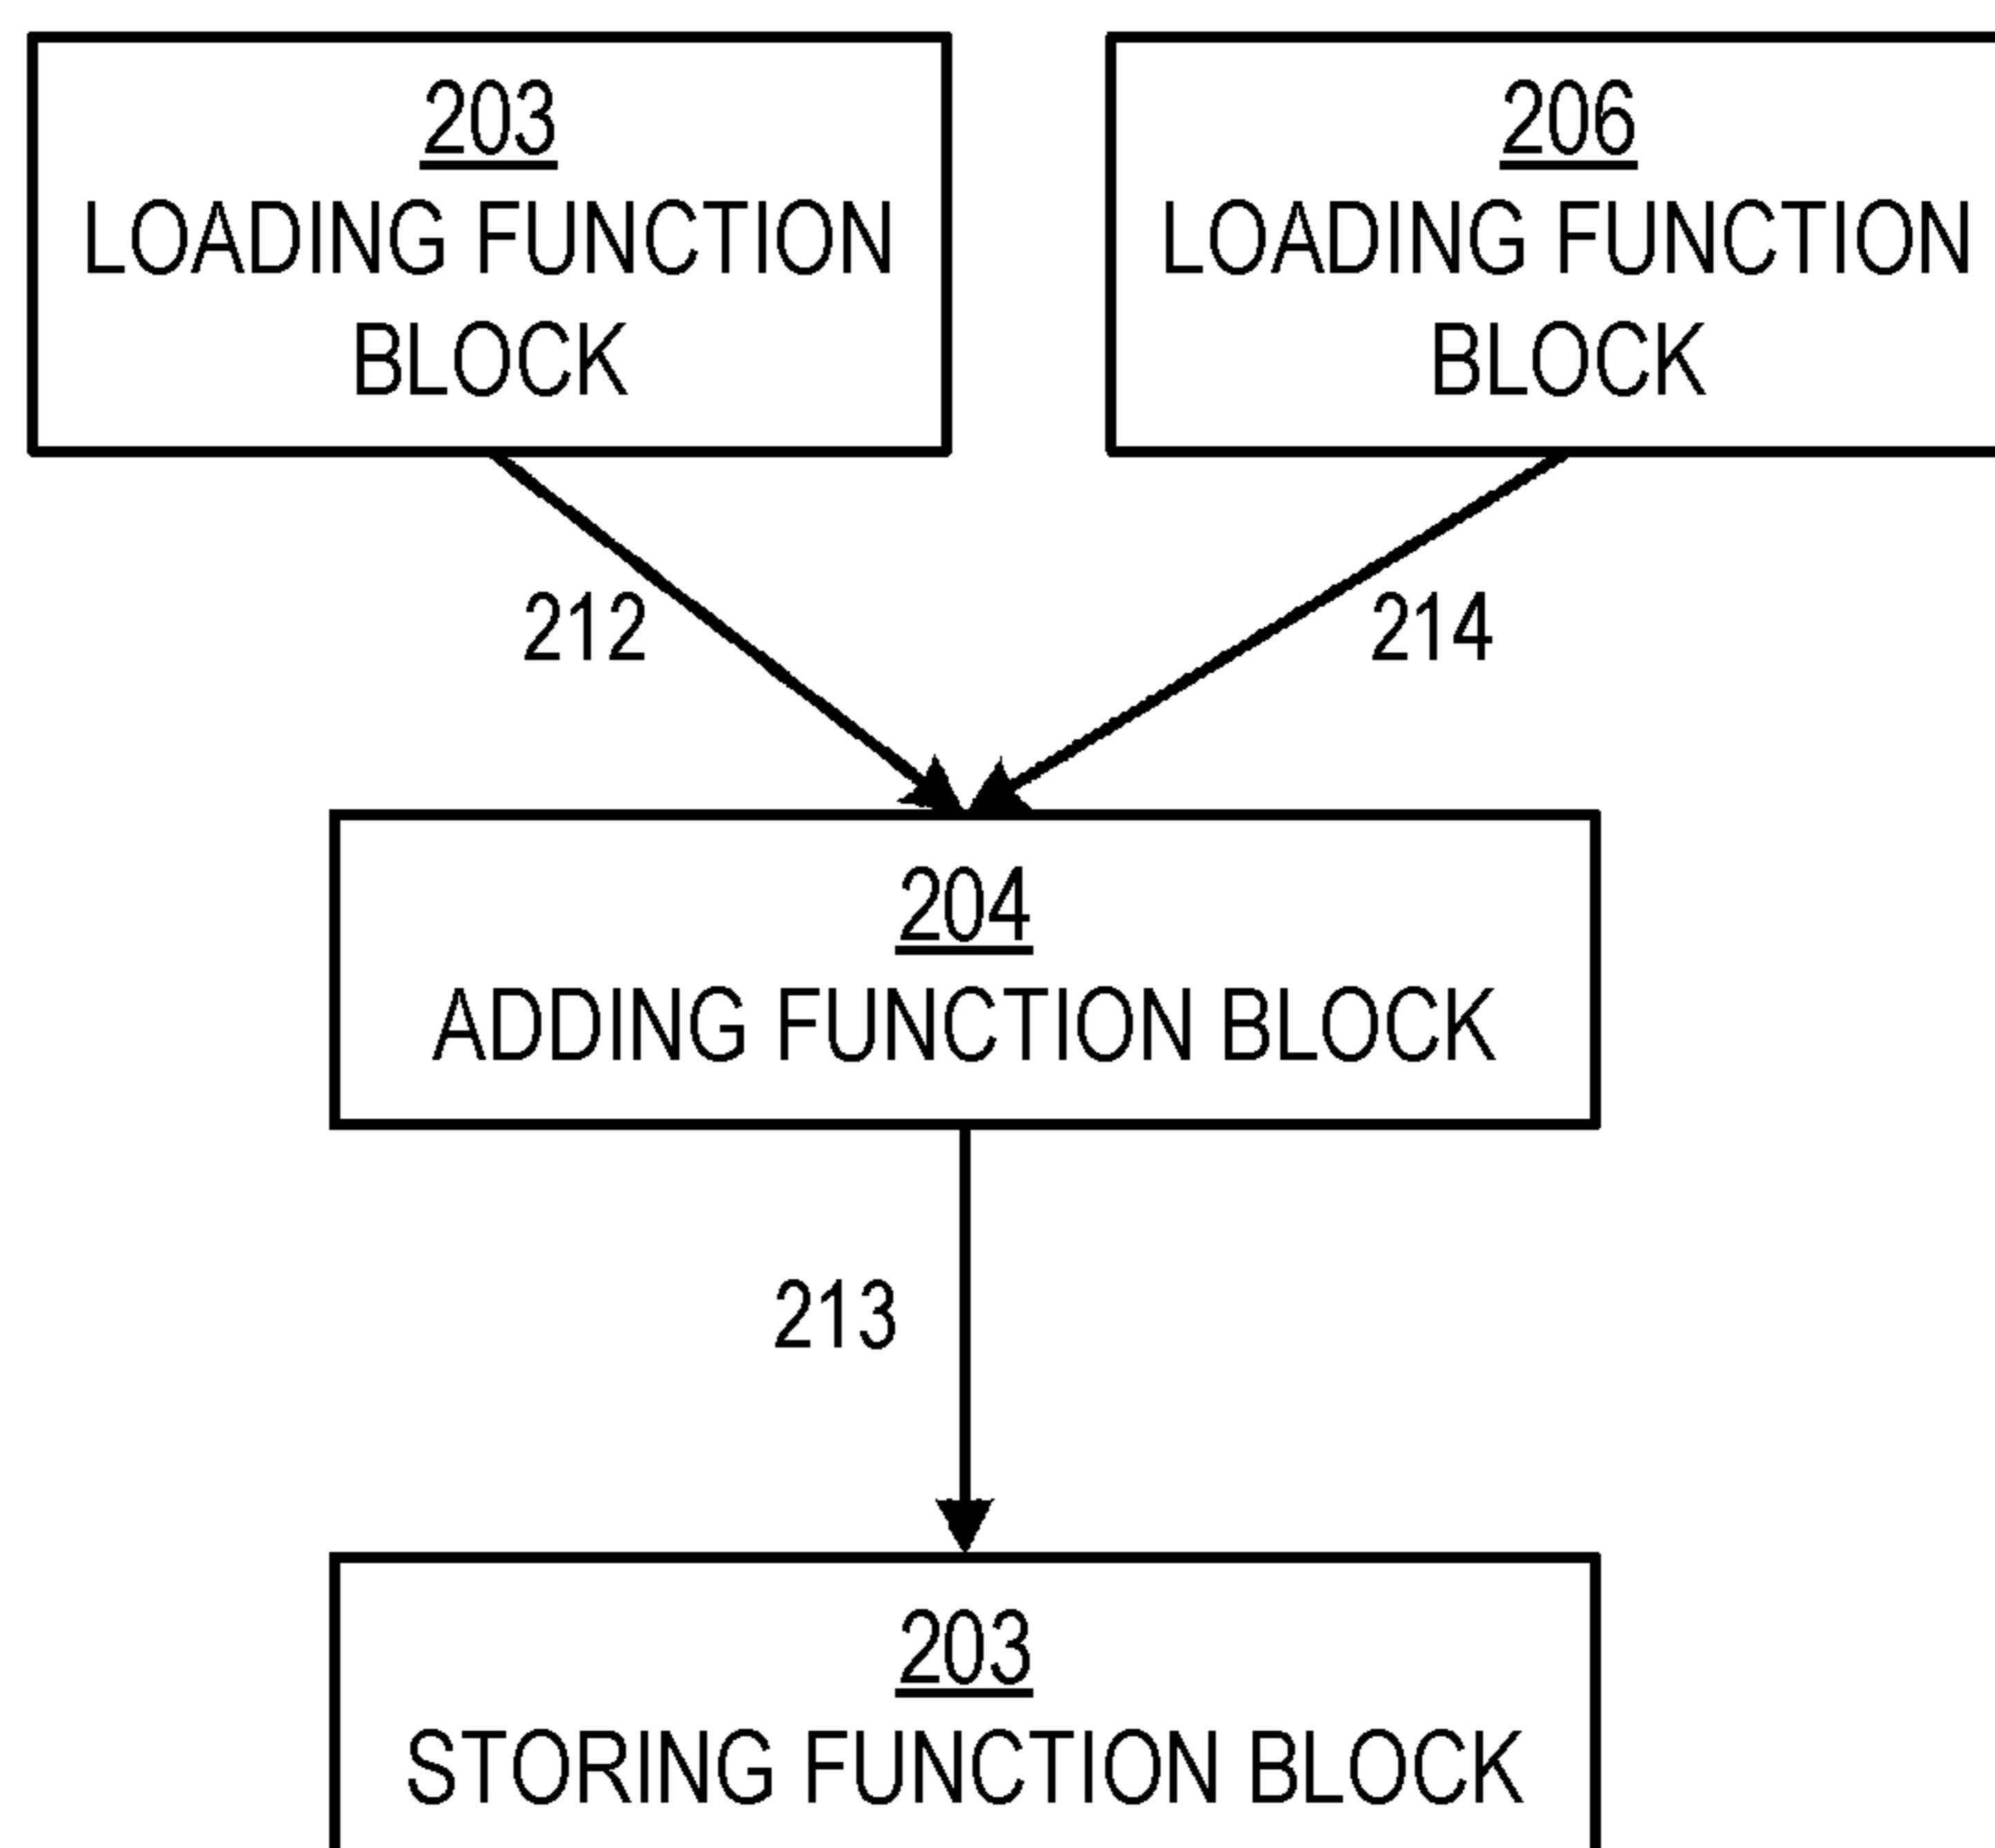 203
LOADING FUNCTION
BLOCK
206
LOADING FUNCTION
BLOCK
212
214
204
ADDING FUNCTION BLOCK
213
203
STORING FUNCTION BLOCK